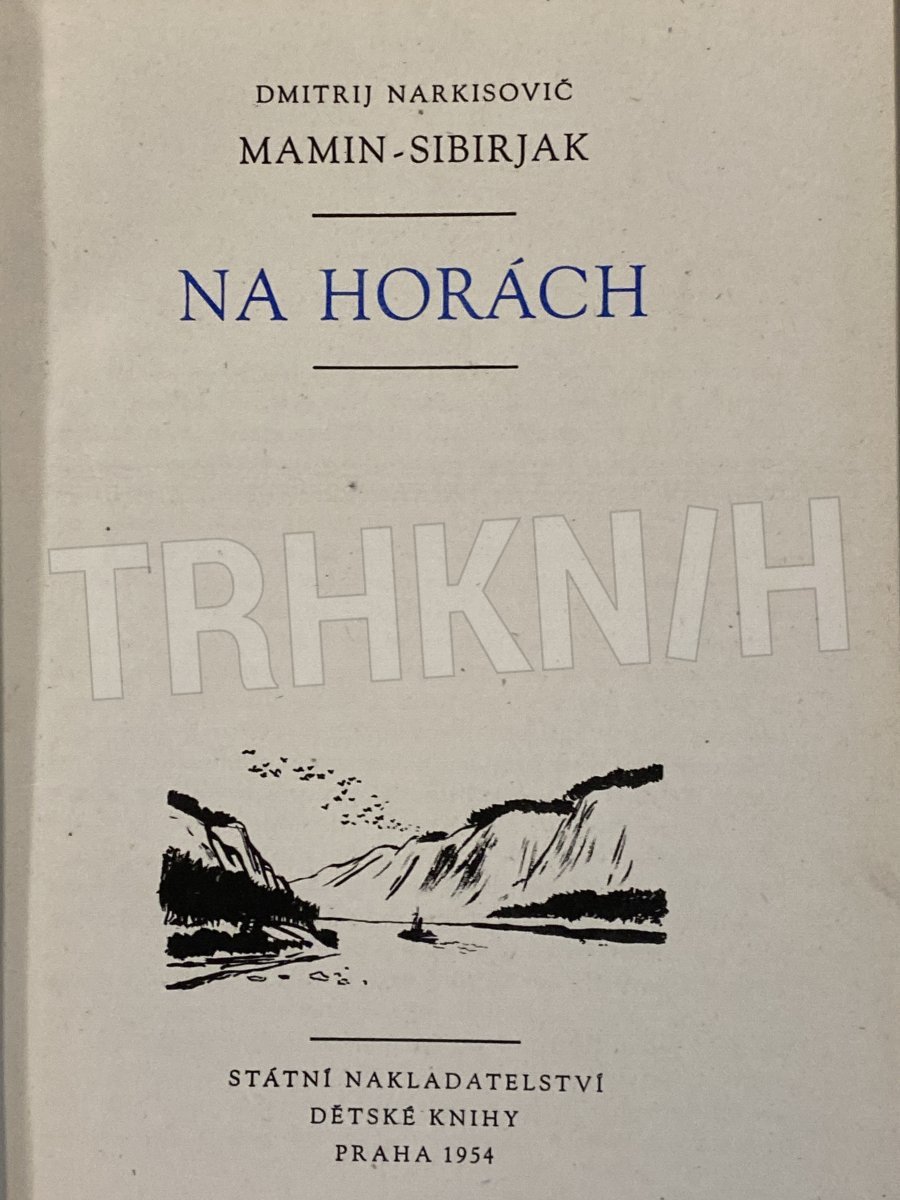 DMITRIJ NARKISOVIČ
MAMIN-SIBIRJAK
NA HORÁCH
TRHKNIH
STÁTNÍ NAKLADATELSTVÍ
DĚTSKÉ KNIHY
PRAHA 1954